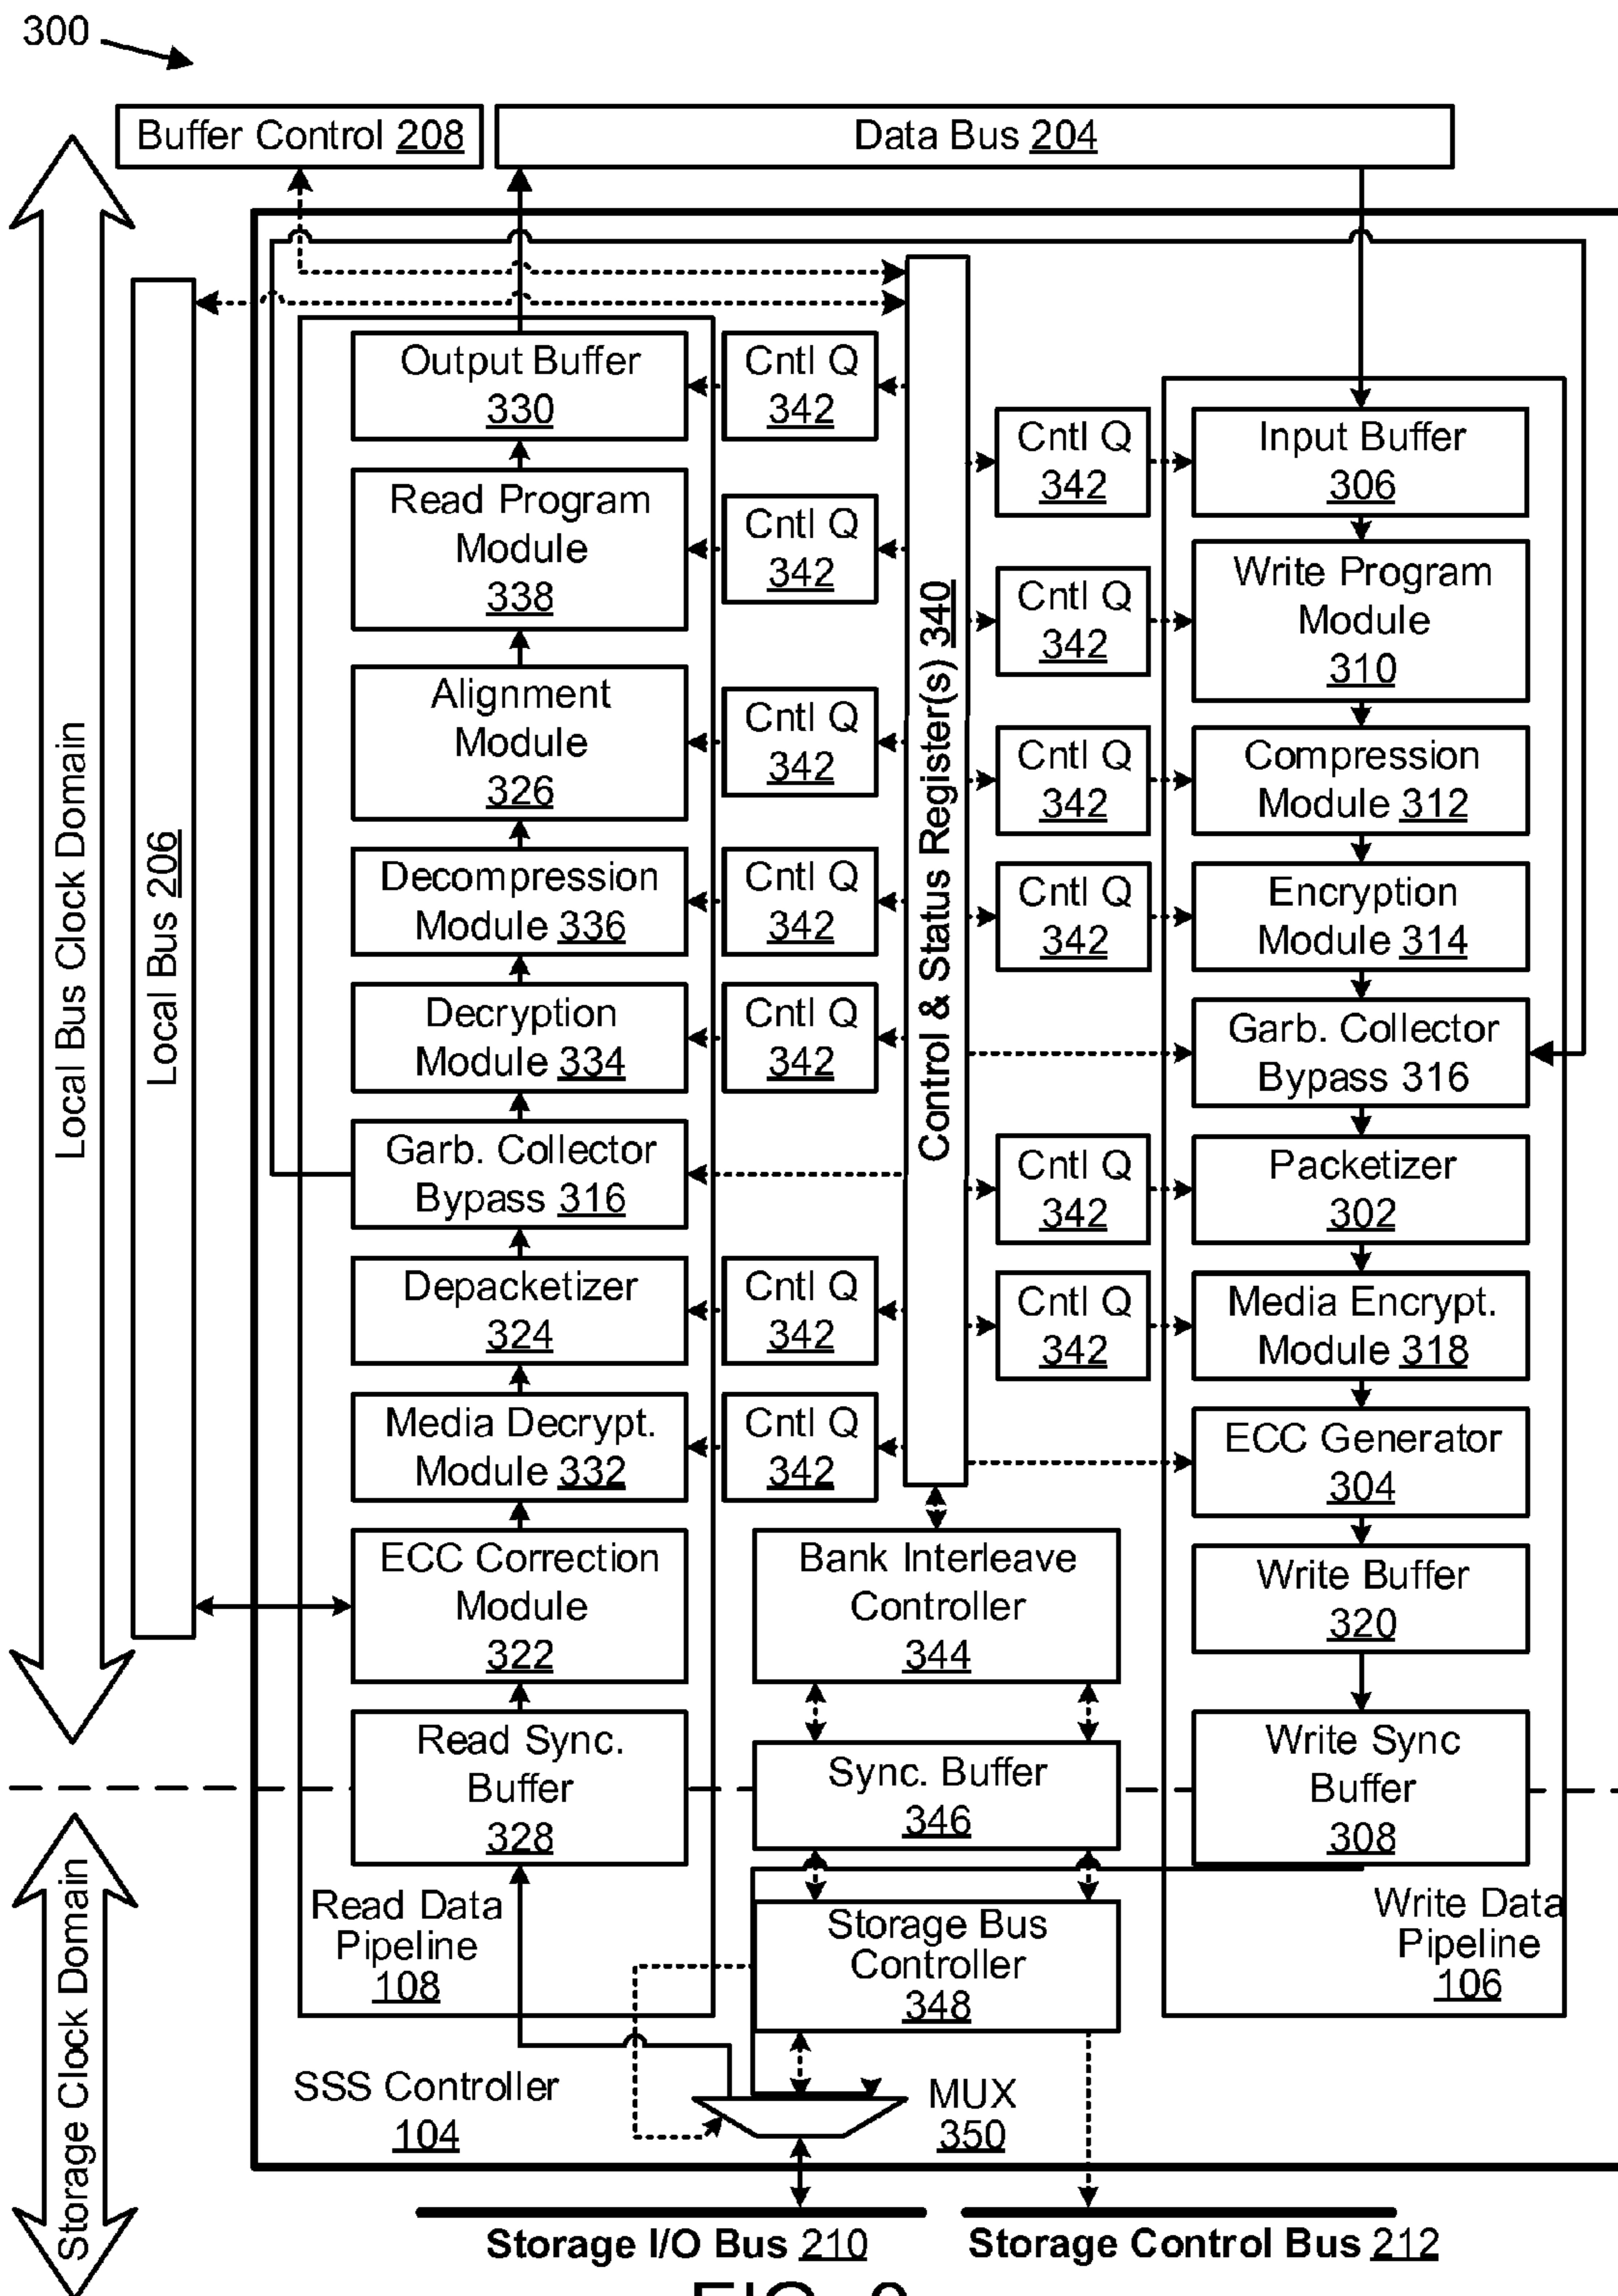 300
Buffer Control 208
Data Bus 204
Local Bus Clock Domain
Local Bus 206
Output Buffer
330
Cntl Q
342
Read Program
Module
338
Cntl Q
342
Alignment
Module
326
Cntl Q
342
Decompression
Module 336
Cntl Q
342
Decryption
Module 334
Cntl Q
342
Garb. Collector
Bypass 316
Depacketizer
324
Cntl Q
342
Media Decrypt.
Module 332
Cntl Q
342
ECC Correction
Module
322
Read Sync.
Buffer
328
Read Data
Pipeline
108
Control & Status Register(s) 340
Bank Interleave
Controller
344
Sync. Buffer
346
Storage Bus
Controller
348
Cntl Q
342
Input Buffer
306
Cntl Q
342
Write Program
Module
310
Cntl Q
342
Compression
Module 312
Cntl Q
342
Encryption
Module 314
Garb. Collector
Bypass 316
Cntl Q
342
Packetizer
302
Cntl Q
342
Media Encrypt.
Module 318
ECC Generator
304
Write Buffer
320
Write Sync
Buffer
308
Write Data
Pipeline
106
Storage Clock Domain
SSS Controller
104
MUX
350
Storage I/O Bus 210
Storage Control Bus 212